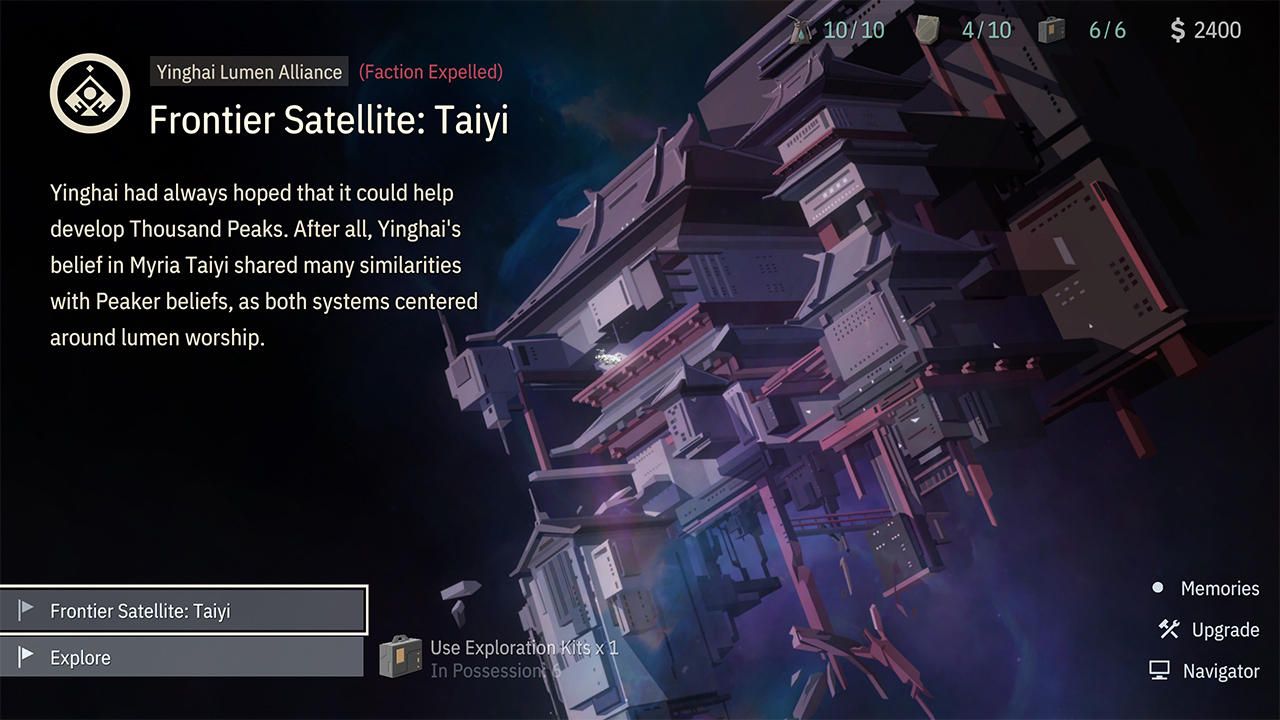 10/10
4/10
6/6
$ 2400
Yinghai Lumen Alliance (Faction Expelled)
Frontier Satellite: Taiyi
Yinghai had always hoped that it could help
develop Thousand Peaks. After all, Yinghai's
belief in Myria Taiyi shared many similarities
with Peaker beliefs, as both systems centered
around lumen worship.
Frontier Satellite: Taiyi
Explore
Use Exploration Kits x 1
In Possession: 6
Memories
Upgrade
Navigator